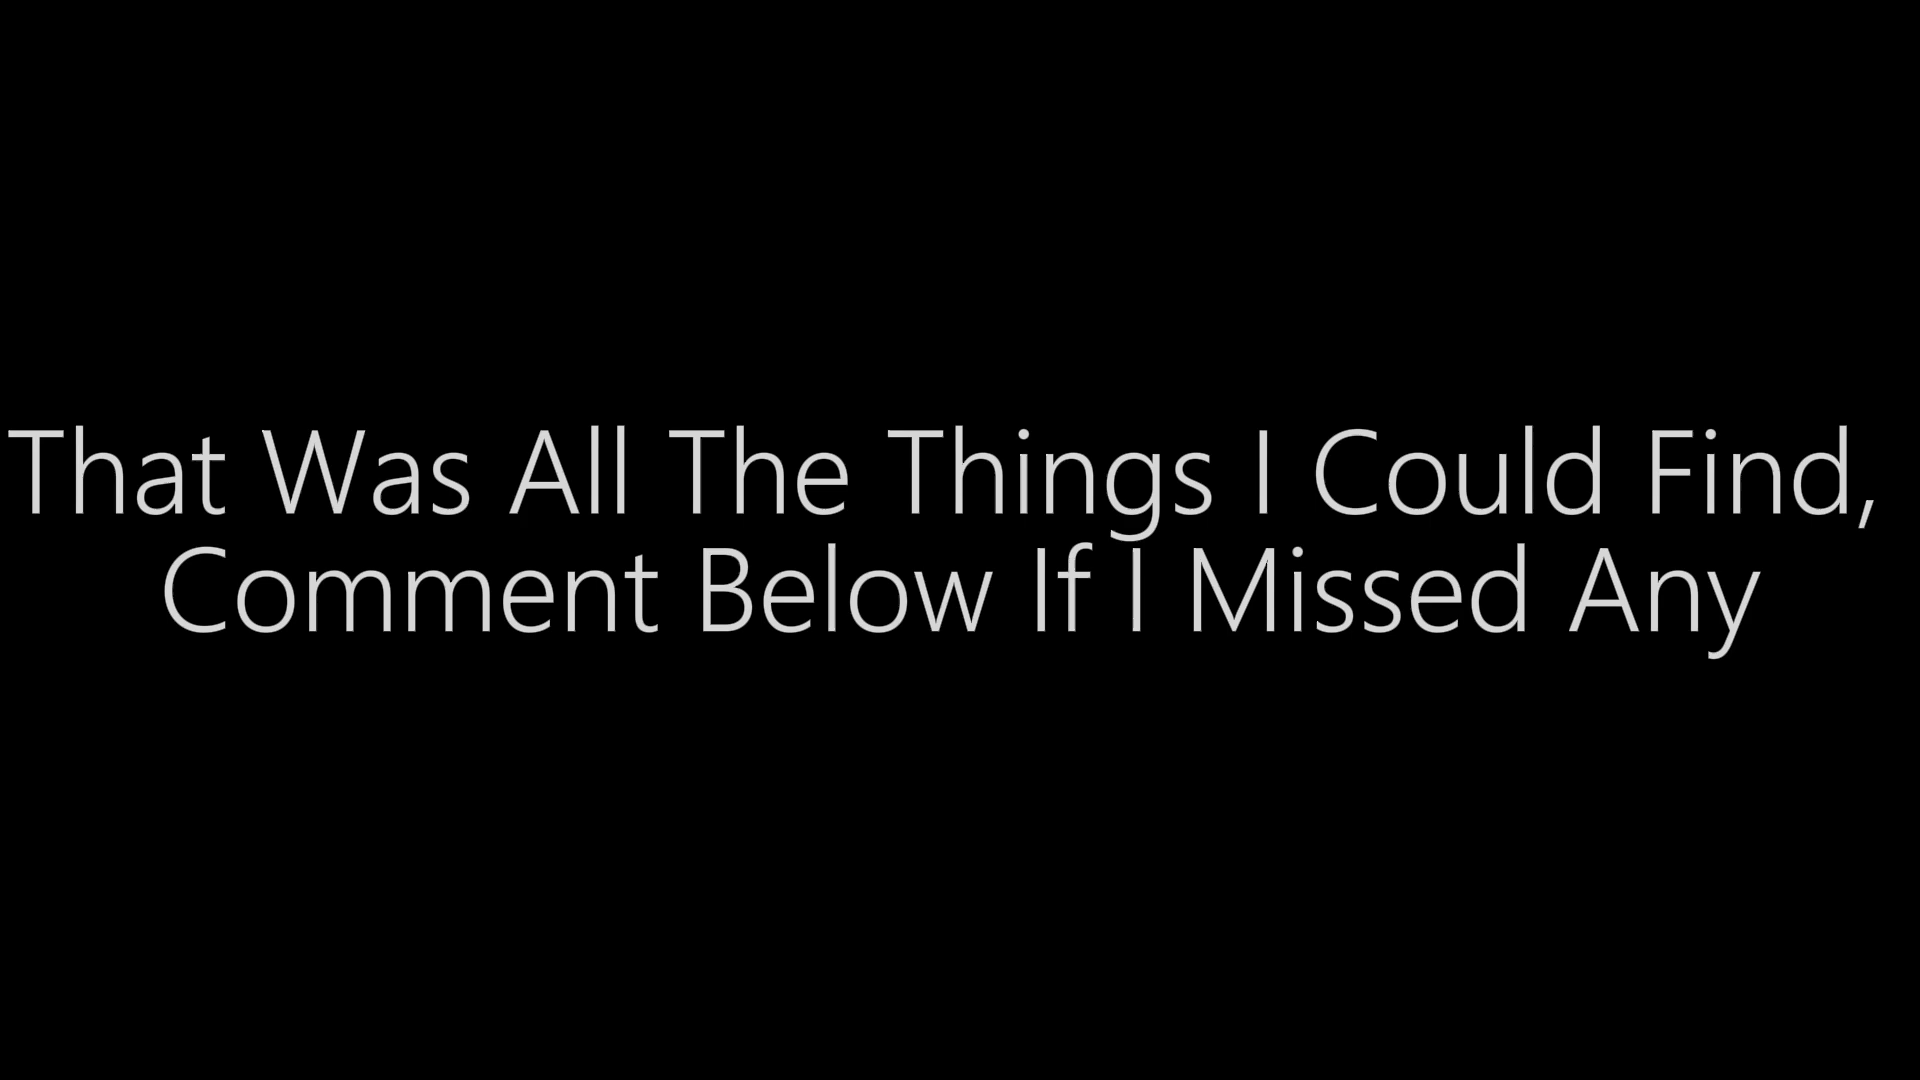 That Was All The Things I Could Find,
Comment Below If I Missed Any